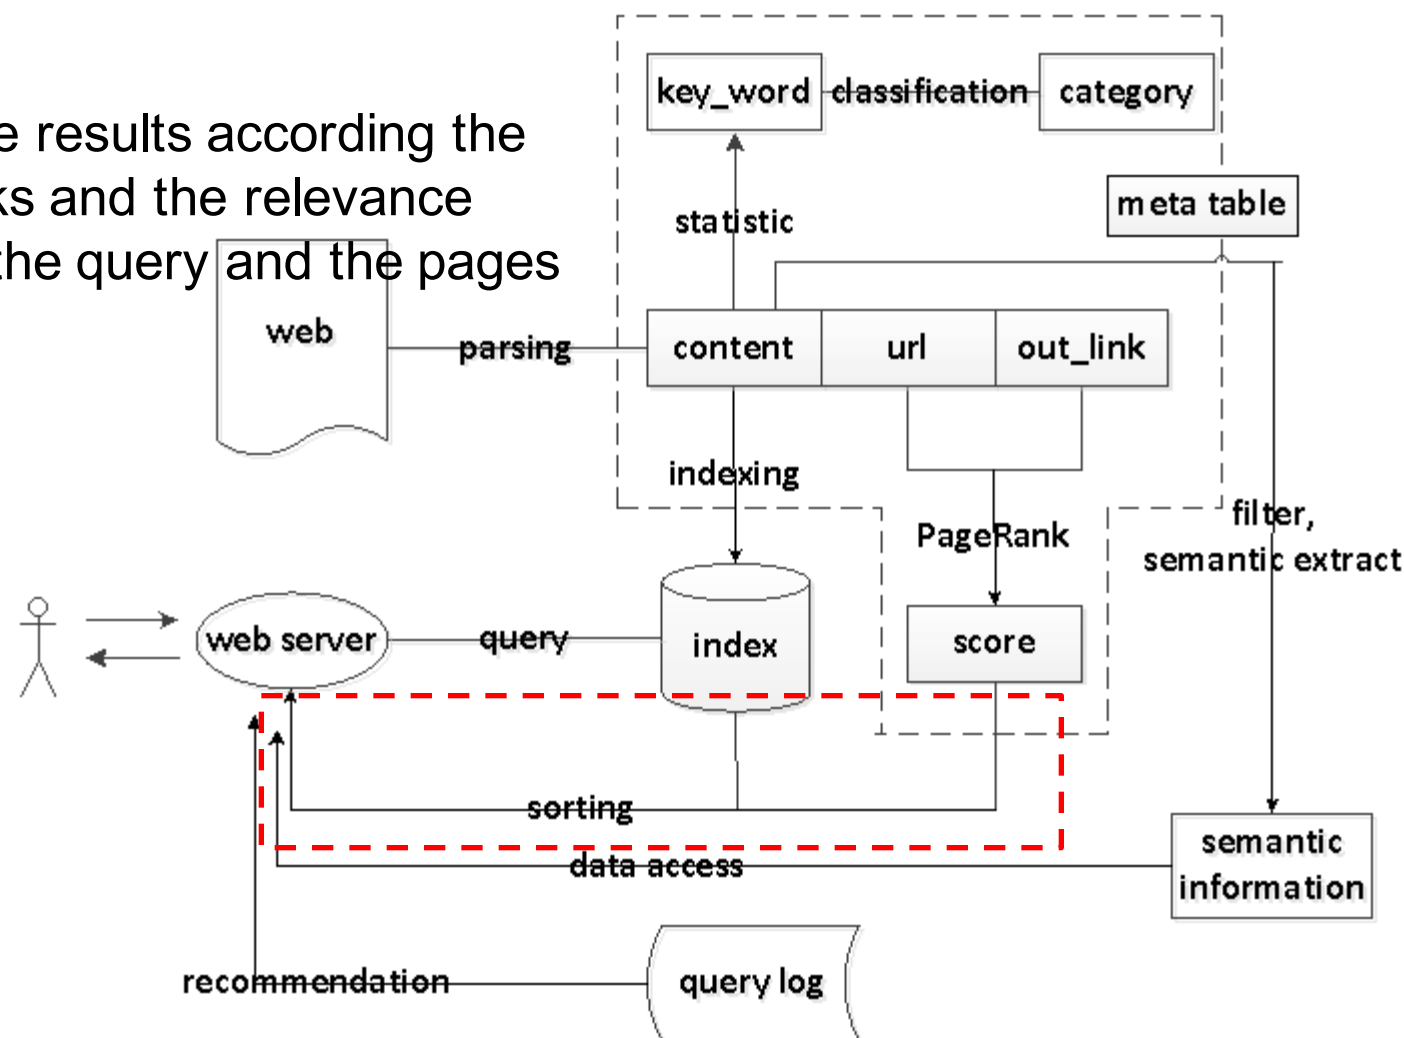 key_word classification category
e results according the
ks and the relevance
the query and the pages
meta table
statistic
web
parsing
content url out_link
indexing
PageRank
filter,
semantic extract
web server
query
index
score
sorting
data access
semantic
information
recommendation
query log